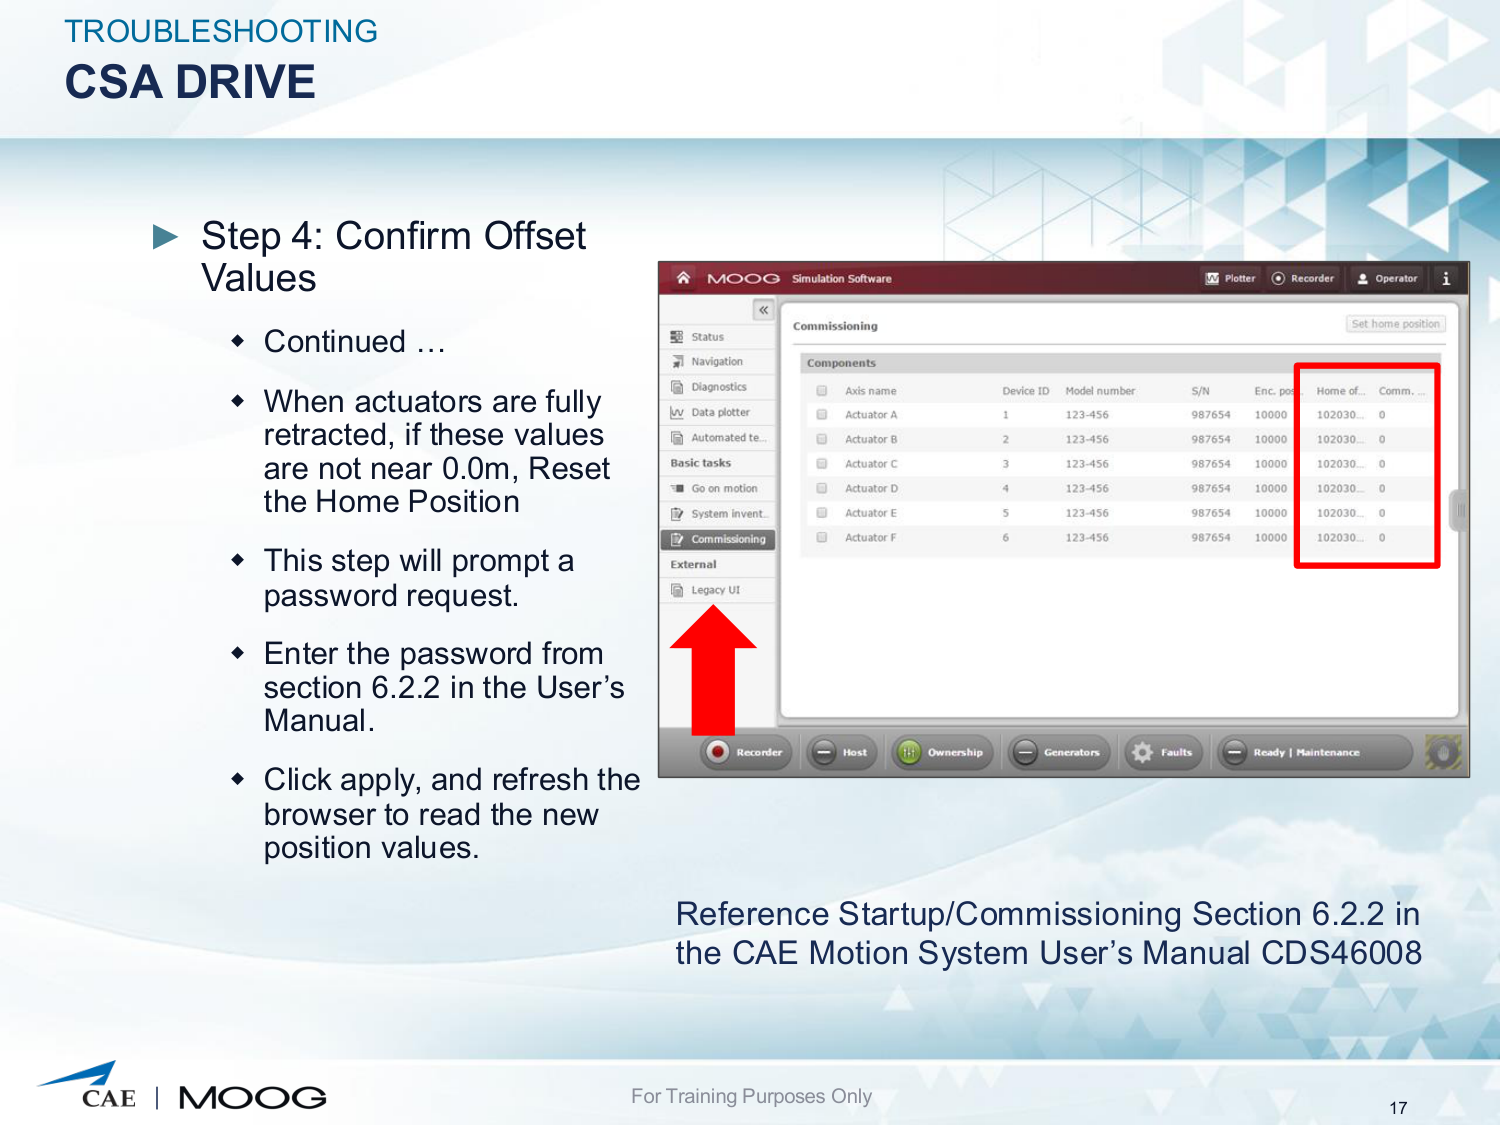 TROUBLESHOOTING
CSA DRIVE
► Step 4: Confirm Offset
Values
◆ Continued …
◆ When actuators are fully
retracted, if these values
are not near 0.0m, Reset
the Home Position
◆ This step will prompt a
password request.
◆ Enter the password from
section 6.2.2 in the User’s
Manual.
◆ Click apply, and refresh the
browser to read the new
position values.
MOOG Simulation Software Plotter Recorder Operator i
«
Status
Navigation
Diagnostics
Data plotter
Automated te...
Basic tasks
Go on motion
System invent...
Commissioning
External
Legacy UI
Commissioning Set home position
Components
Axis name Device ID Model number S/N Enc. pos... Home of... Comm. ...
Actuator A 1 123-456 987654 10000 102030... 0
Actuator B 2 123-456 987654 10000 102030... 0
Actuator C 3 123-456 987654 10000 102030... 0
Actuator D 4 123-456 987654 10000 102030... 0
Actuator E 5 123-456 987654 10000 102030... 0
Actuator F 6 123-456 987654 10000 102030... 0
Recorder Host Ownership Generators Faults Ready | Maintenance
Reference Startup/Commissioning Section 6.2.2 in
the CAE Motion System User’s Manual CDS46008
CAE | MOOG
For Training Purposes Only
17